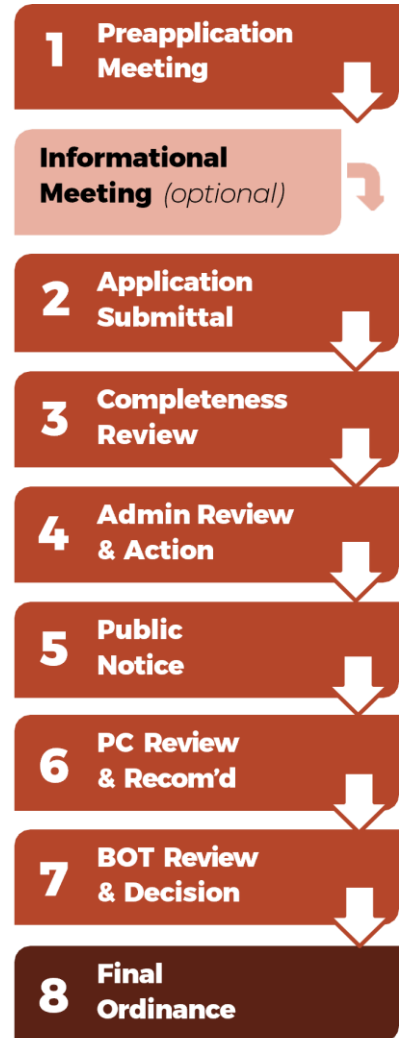 1 Preapplication
Meeting
Informational
Meeting (optional)
2 Application
Submittal
3 Completeness
Review
4 Admin Review
& Action
5 Public
Notice
6 PC Review
& Recom'd
7 BOT Review
& Decision
8 Final
Ordinance